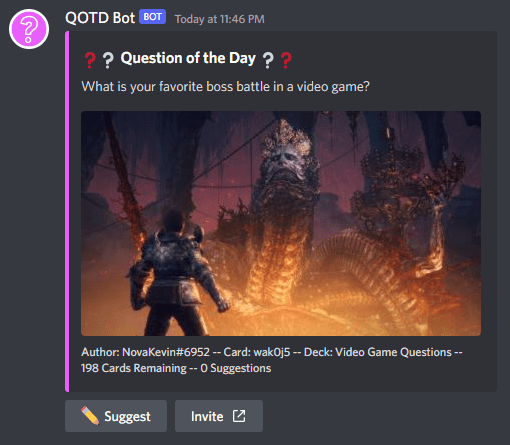 QOTD Bot BOT Today at 11:46 PM
❓❔ Question of the Day ❔❓
What is your favorite boss battle in a video game?
Author: NovaKevin#6952 -- Card: wak0j5 -- Deck: Video Game Questions --
198 Cards Remaining -- 0 Suggestions
Suggest Invite